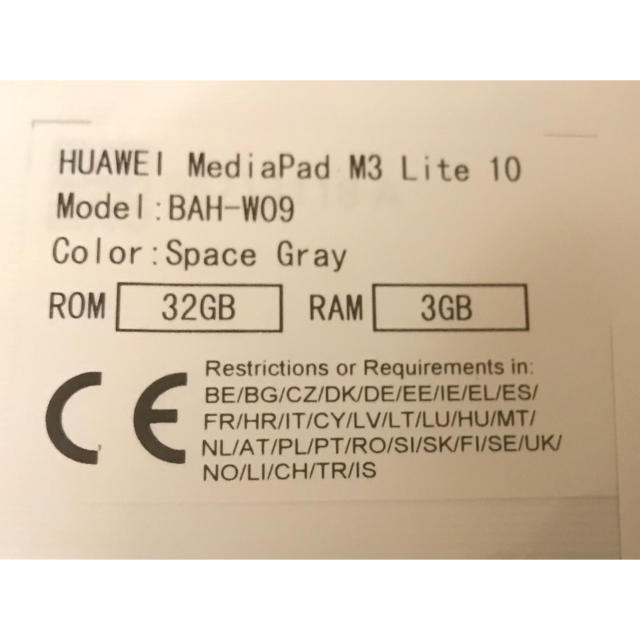 HUAWEI MediaPad M3 Lite 10
Model:BAH-W09
Color:Space Gray
ROM 32GB RAM 3GB
CE
Restrictions or Requirements in:
BE/BG/CZ/DK/DE/EE/IE/EL/ES/
FR/HR/IT/CY/LV/LT/LU/HU/MT/
NL/AT/PL/PT/RO/SI/SK/FI/SE/UK/
NO/LI/CH/TR/IS